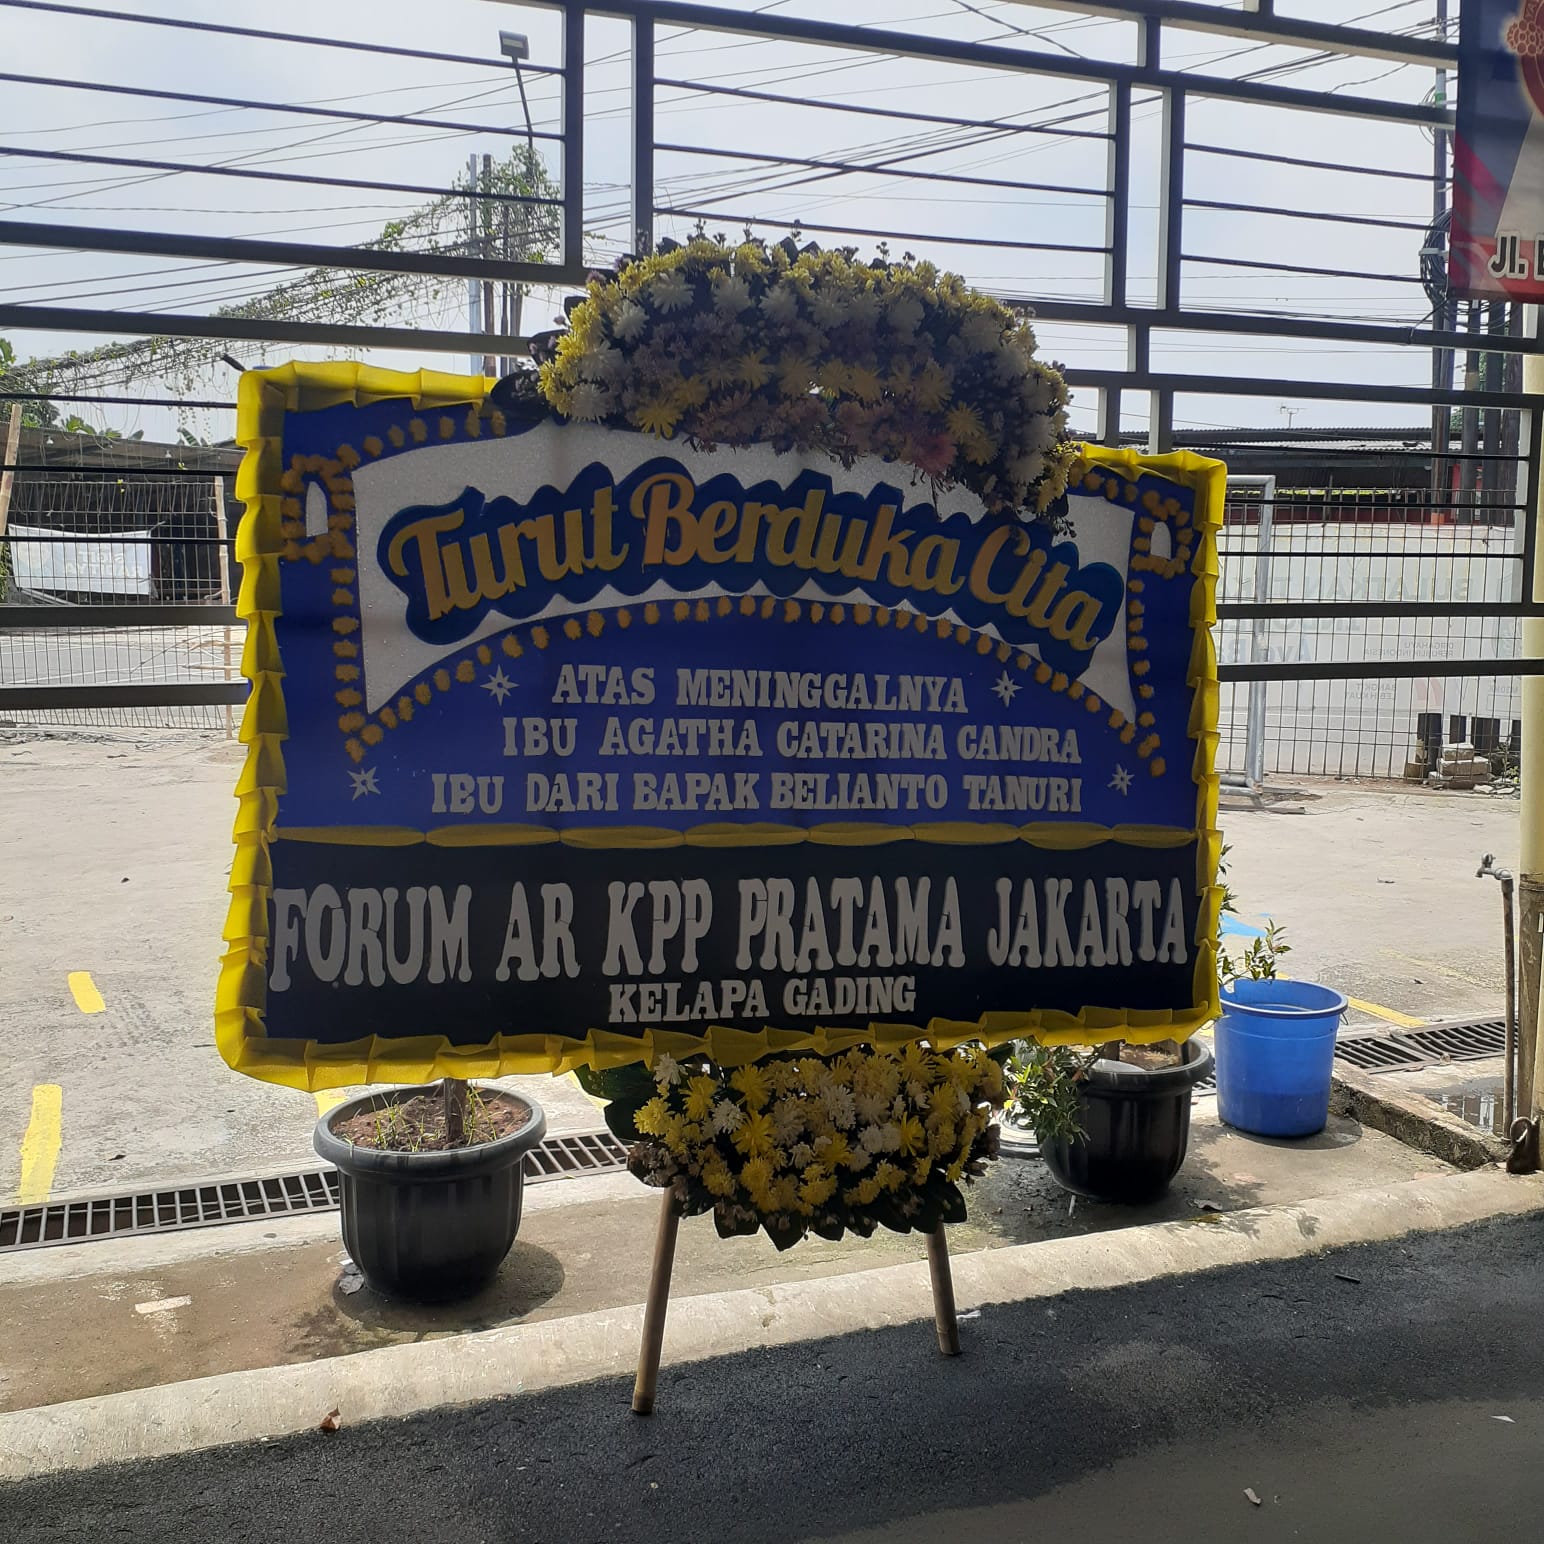 Turut Berduka Cita
ATAS MENINGGALNYA
IBU AGATHA CATARINA CANDRA
IBU DARI BAPAK BELIANTO TANURI
FORUM AR KPP PRATAMA JAKARTA
KELAPA GADING
Jl.